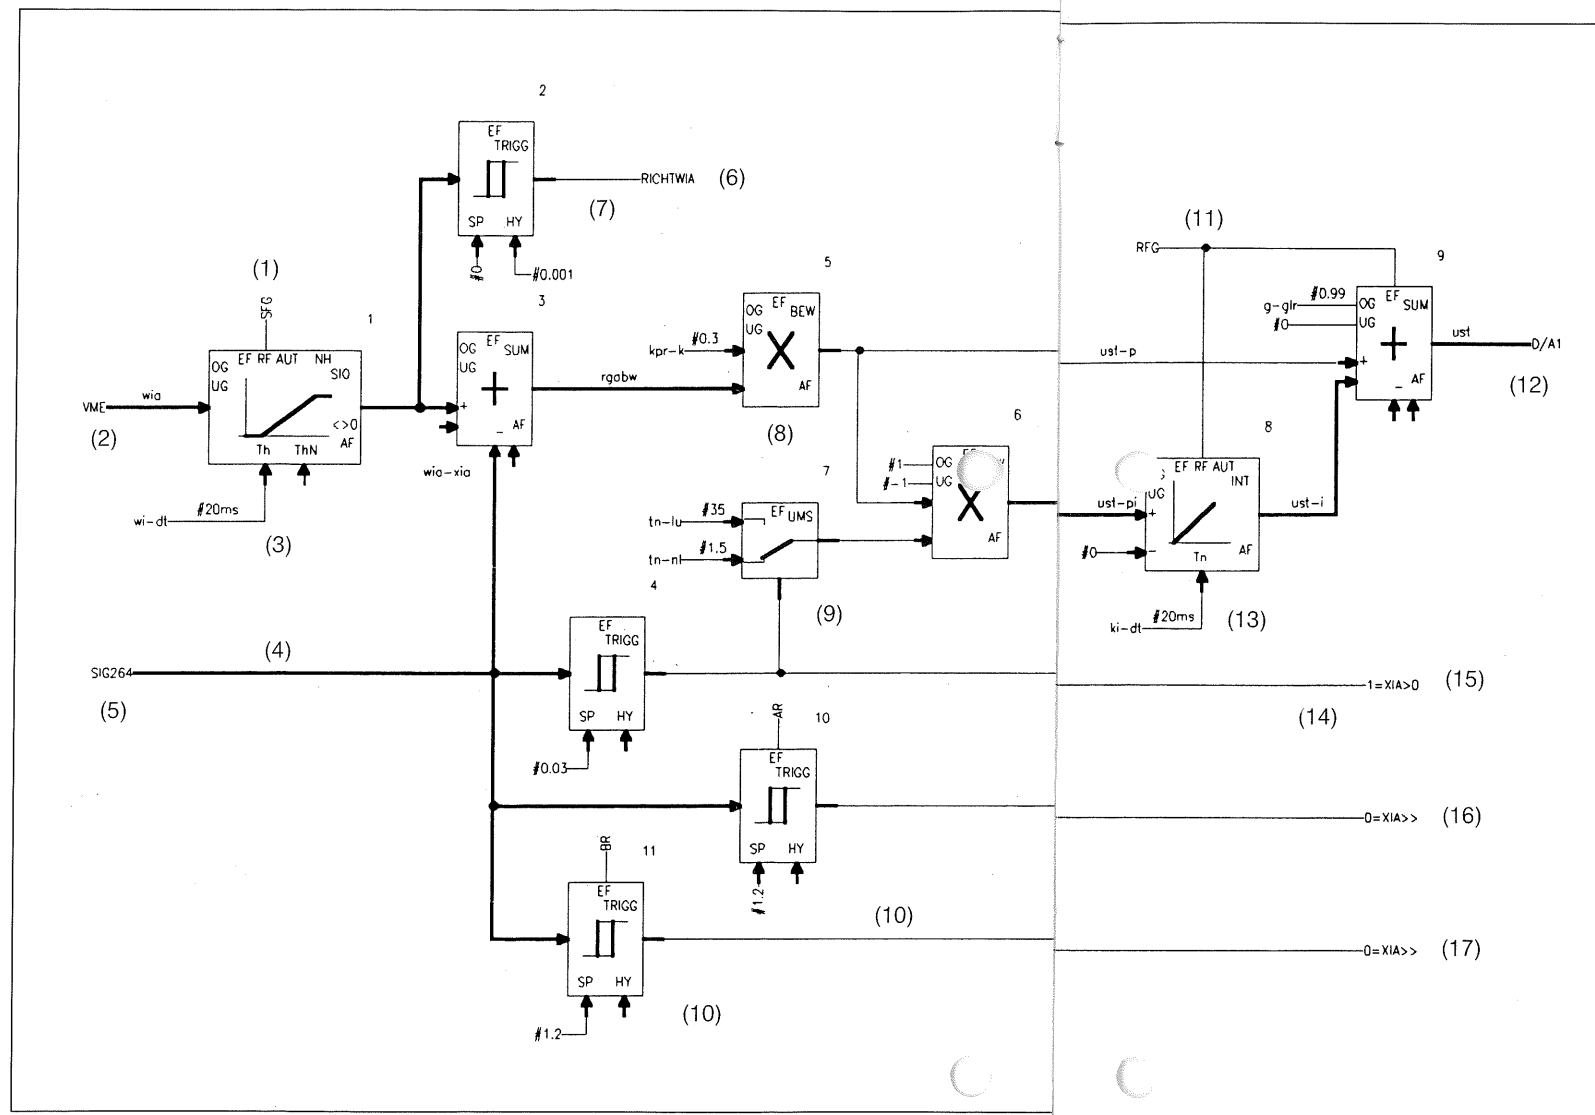 2
EF
TRIGG
RICHTWIA (6)
(7)
SP HY
#0
#0.001
(11)
RFG
9
(1)
SFG
1
3
5
EF RF AUT NH
OG
UG
SIO
<>0
AF
Th ThN
VME
wia
(2)
#20ms
wi-dt
(3)
OG EF SUM
UG
+
- AF
wia-xia
rgabw
OG EF BEW
UG
#0.3
kpr-k
AF
(8)
ust-p
#0.99
g-glr
#0
OG EF SUM
UG
+
- AF
ust
D/A1
(12)
6
#1
OG
#-1
UG
AF
7
#35
tn-lu
EF UMS
#1.5
tn-nl
(9)
8
EF RF AUT
INT
UG
ust-pi
+
#0
-
Tn
AF
ust-i
#20ms
ki-dt
(13)
4
EF
TRIGG
SP HY
#0.03
SIG264
(4)
(5)
1=XIA>0 (15)
(14)
AR
10
EF
TRIGG
SP HY
#1.2
0=XIA>> (16)
BR
11
EF
TRIGG
SP HY
#1.2
(10)
(10)
0=XIA>> (17)